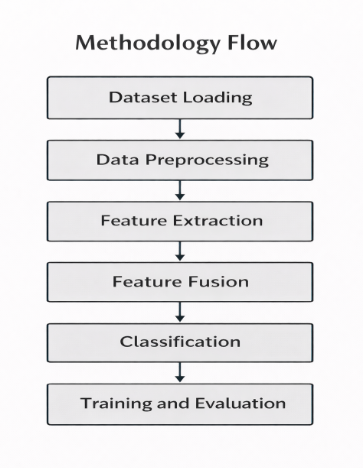 Methodology Flow
Dataset Loading
Data Preprocessing
Feature Extraction
Feature Fusion
Classification
Training and Evaluation